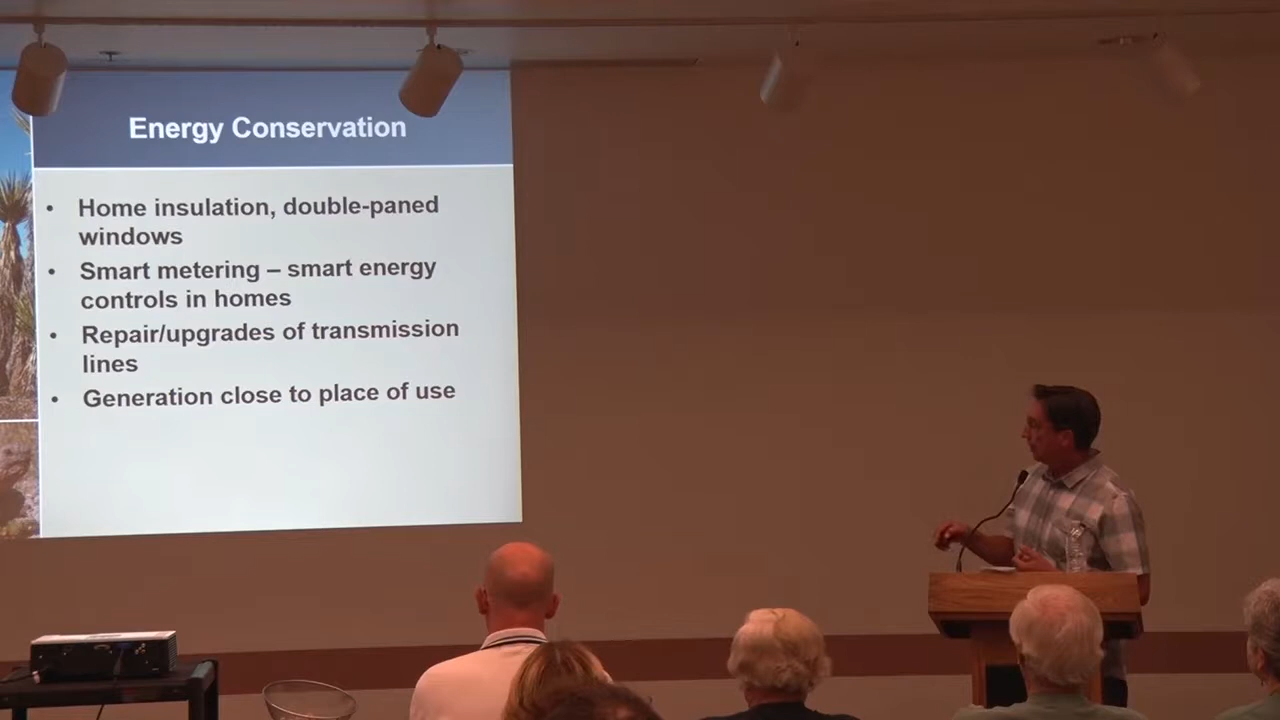 Energy Conservation
• Home insulation, double-paned
windows
• Smart metering – smart energy
controls in homes
• Repair/upgrades of transmission
lines
• Generation close to place of use